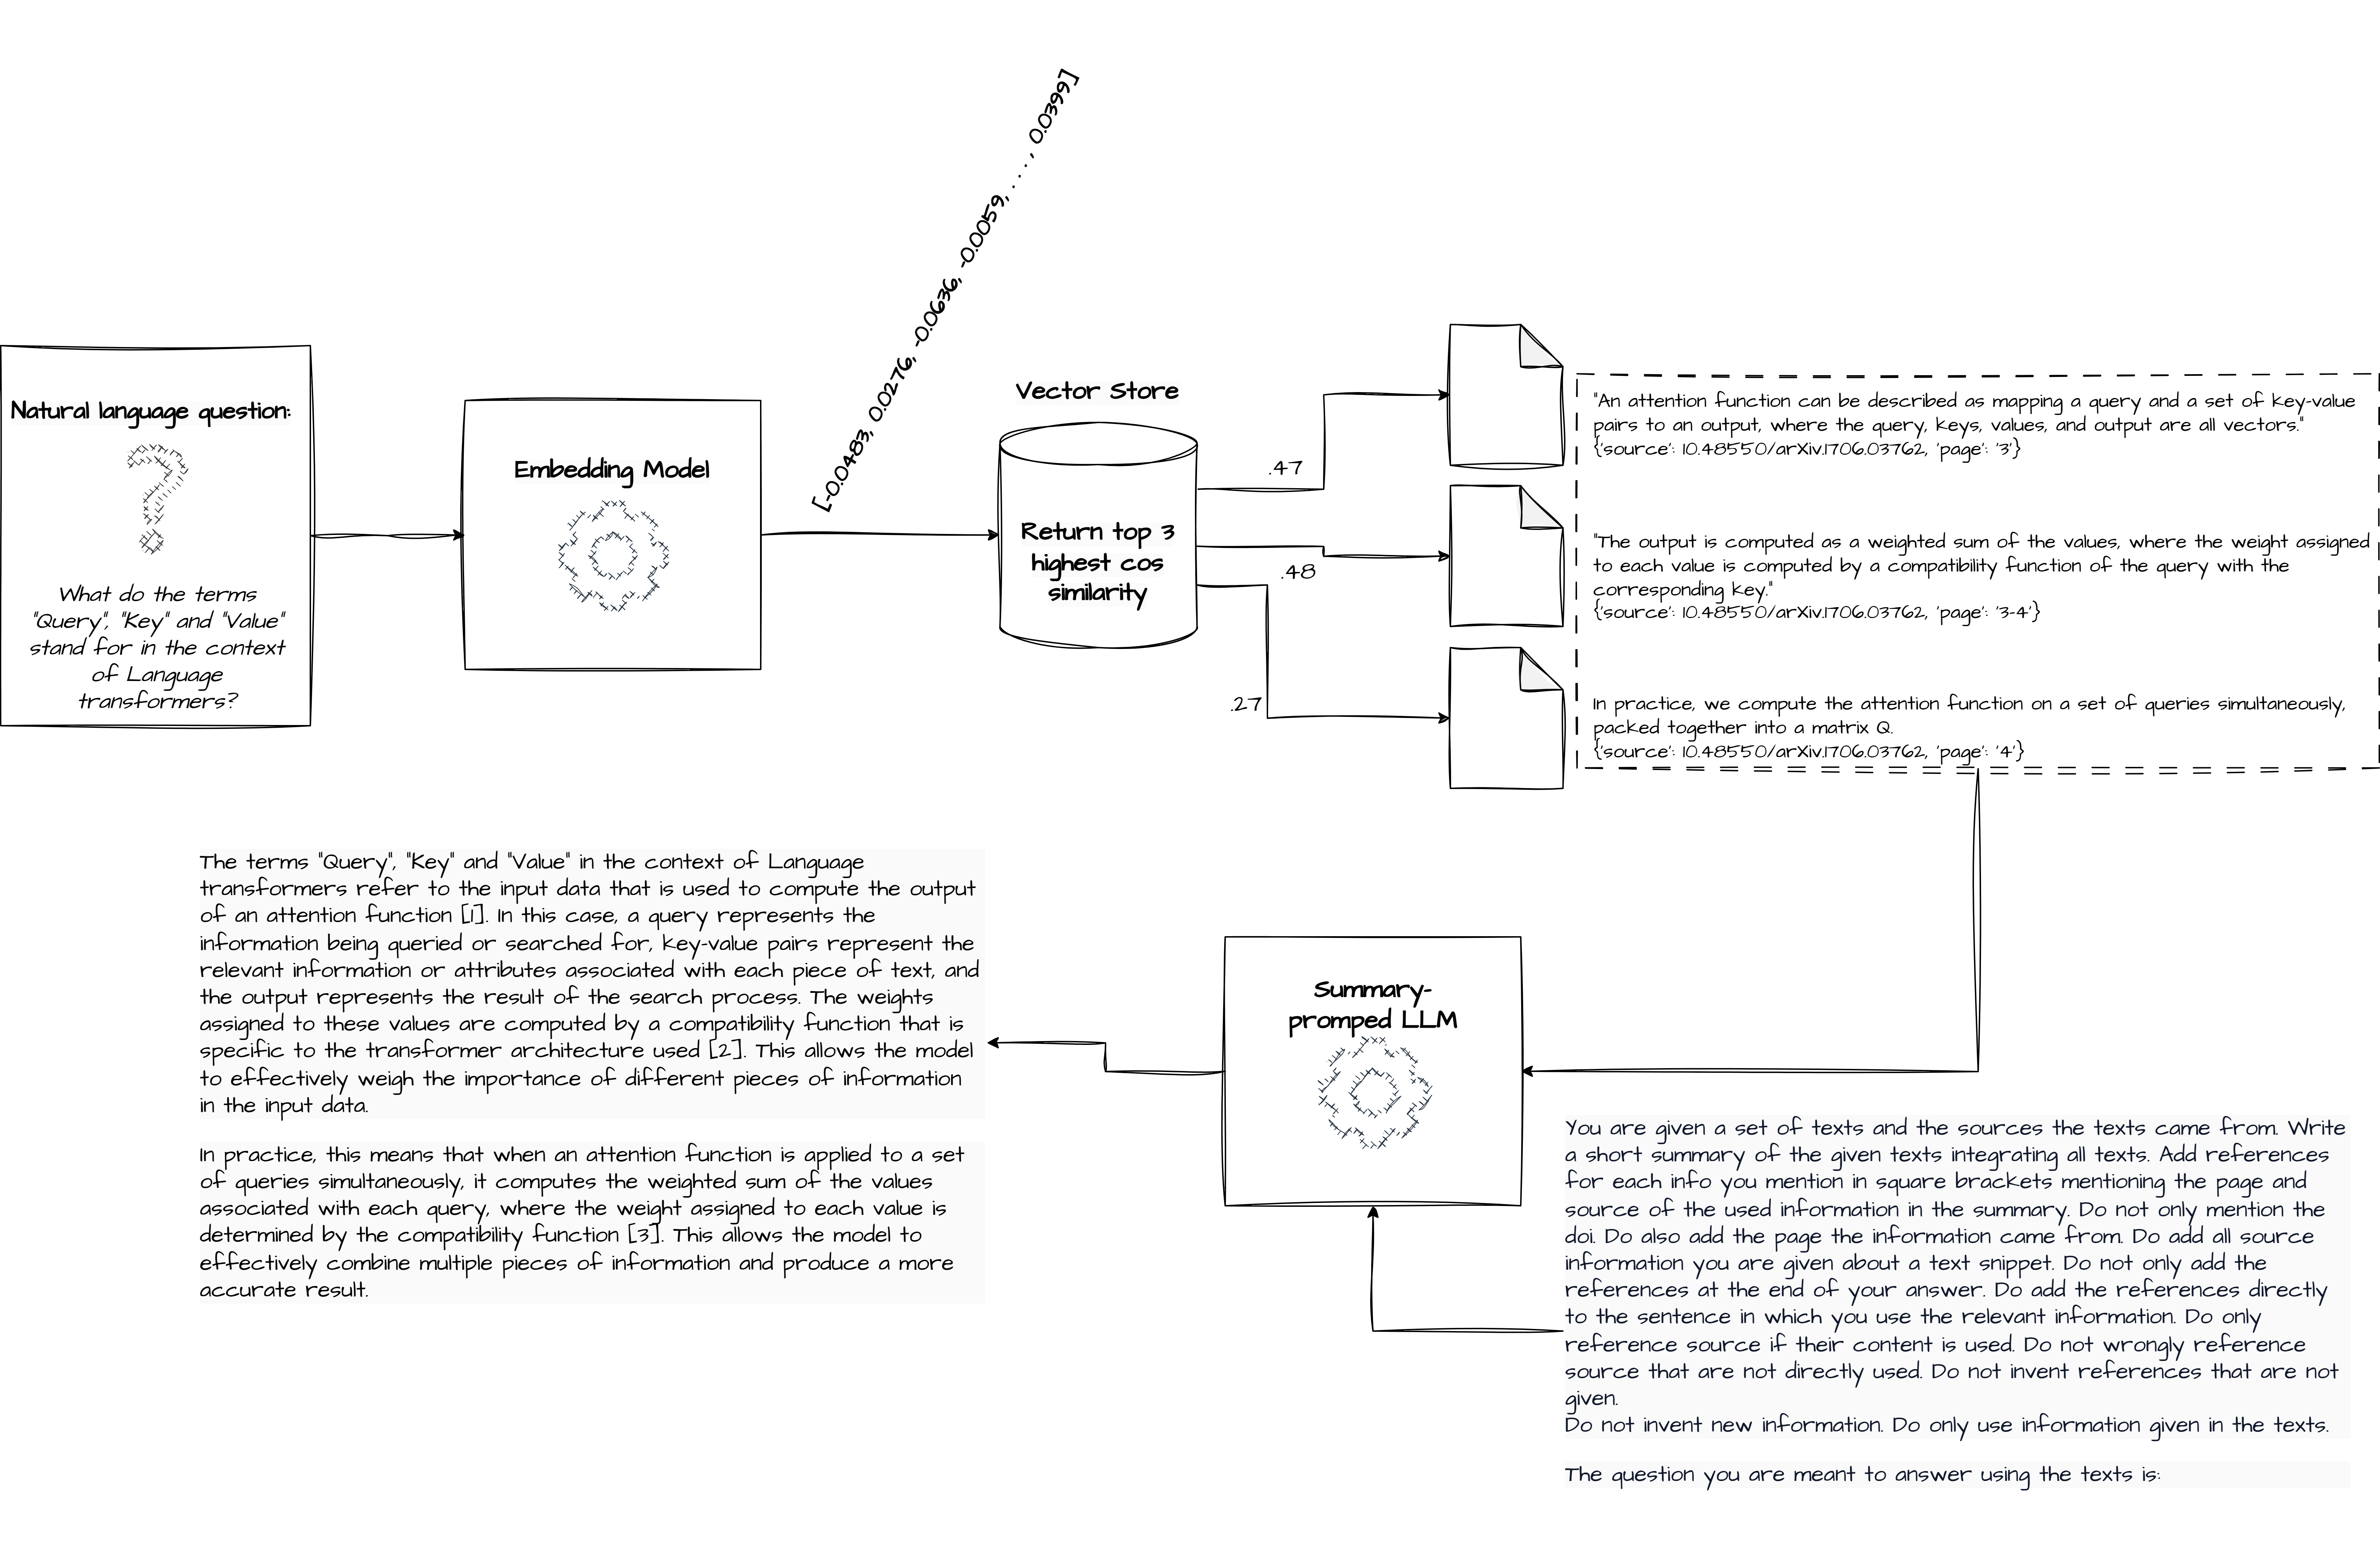 Natural language question:
What do the terms
"Query", "Key" and "Value"
stand for in the context
of Language
transformers?
Embedding Model
[-0.0483, 0.0276, -0.0636, -0.0059, . . . , 0.0399]
Vector Store
Return top 3
highest cos
similarity
.47
.48
.27
"An attention function can be described as mapping a query and a set of key-value
pairs to an output, where the query, keys, values, and output are all vectors."
{'source': 10.48550/arXiv.1706.03762, 'page': '3'}
"The output is computed as a weighted sum of the values, where the weight assigned
to each value is computed by a compatibility function of the query with the
corresponding key."
{'source': 10.48550/arXiv.1706.03762, 'page': '3-4'}
In practice, we compute the attention function on a set of queries simultaneously,
packed together into a matrix Q.
{'source': 10.48550/arXiv.1706.03762, 'page': '4'}
The terms "Query", "Key" and "Value" in the context of Language
transformers refer to the input data that is used to compute the output
of an attention function [1]. In this case, a query represents the
information being queried or searched for, key-value pairs represent the
relevant information or attributes associated with each piece of text, and
the output represents the result of the search process. The weights
assigned to these values are computed by a compatibility function that is
specific to the transformer architecture used [2]. This allows the model
to effectively weigh the importance of different pieces of information
in the input data.
In practice, this means that when an attention function is applied to a set
of queries simultaneously, it computes the weighted sum of the values
associated with each query, where the weight assigned to each value is
determined by the compatibility function [3]. This allows the model to
effectively combine multiple pieces of information and produce a more
accurate result.
Summary-
promped LLM
You are given a set of texts and the sources the texts came from. Write
a short summary of the given texts integrating all texts. Add references
for each info you mention in square brackets mentioning the page and
source of the used information in the summary. Do not only mention the
doi. Do also add the page the information came from. Do add all source
information you are given about a text snippet. Do not only add the
references at the end of your answer. Do add the references directly
to the sentence in which you use the relevant information. Do only
reference source if their content is used. Do not wrongly reference
source that are not directly used. Do not invent references that are not
given.
Do not invent new information. Do only use information given in the texts.
The question you are meant to answer using the texts is: